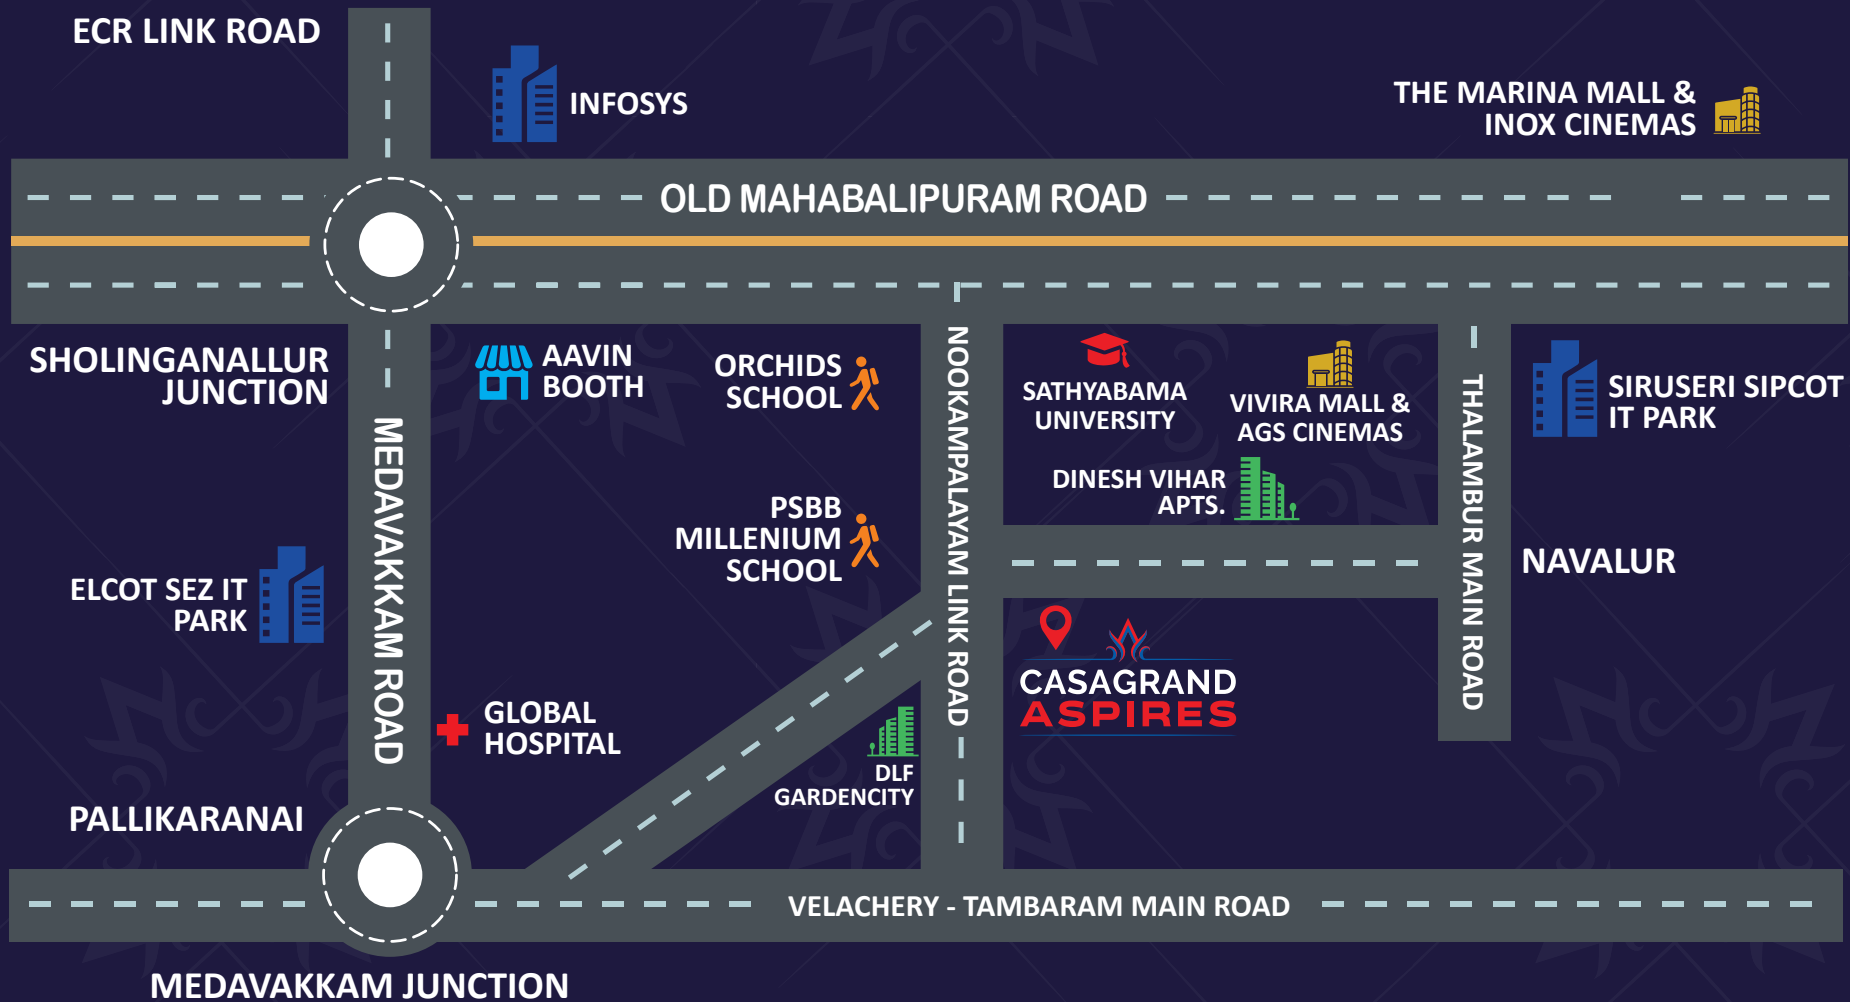 ECR LINK ROAD
INFOSYS
THE MARINA MALL &
INOX CINEMAS
OLD MAHABALIPURAM ROAD
SHOLINGANALLUR
JUNCTION
AAVIN
BOOTH
ORCHIDS
SCHOOL
SATHYABAMA
UNIVERSITY
VIVIRA MALL &
AGS CINEMAS
SIRUSERI SIPCOT
IT PARK
DINESH VIHAR
APTS.
MEDAVAKKAM ROAD
NOOKAMPALAYAM LINK ROAD
THALAMBUR MAIN ROAD
PSBB
MILLENIUM
SCHOOL
NAVALUR
ELCOT SEZ IT
PARK
CASAGRAND
ASPIRES
GLOBAL
HOSPITAL
DLF
GARDENCITY
PALLIKARANAI
VELACHERY - TAMBARAM MAIN ROAD
MEDAVAKKAM JUNCTION